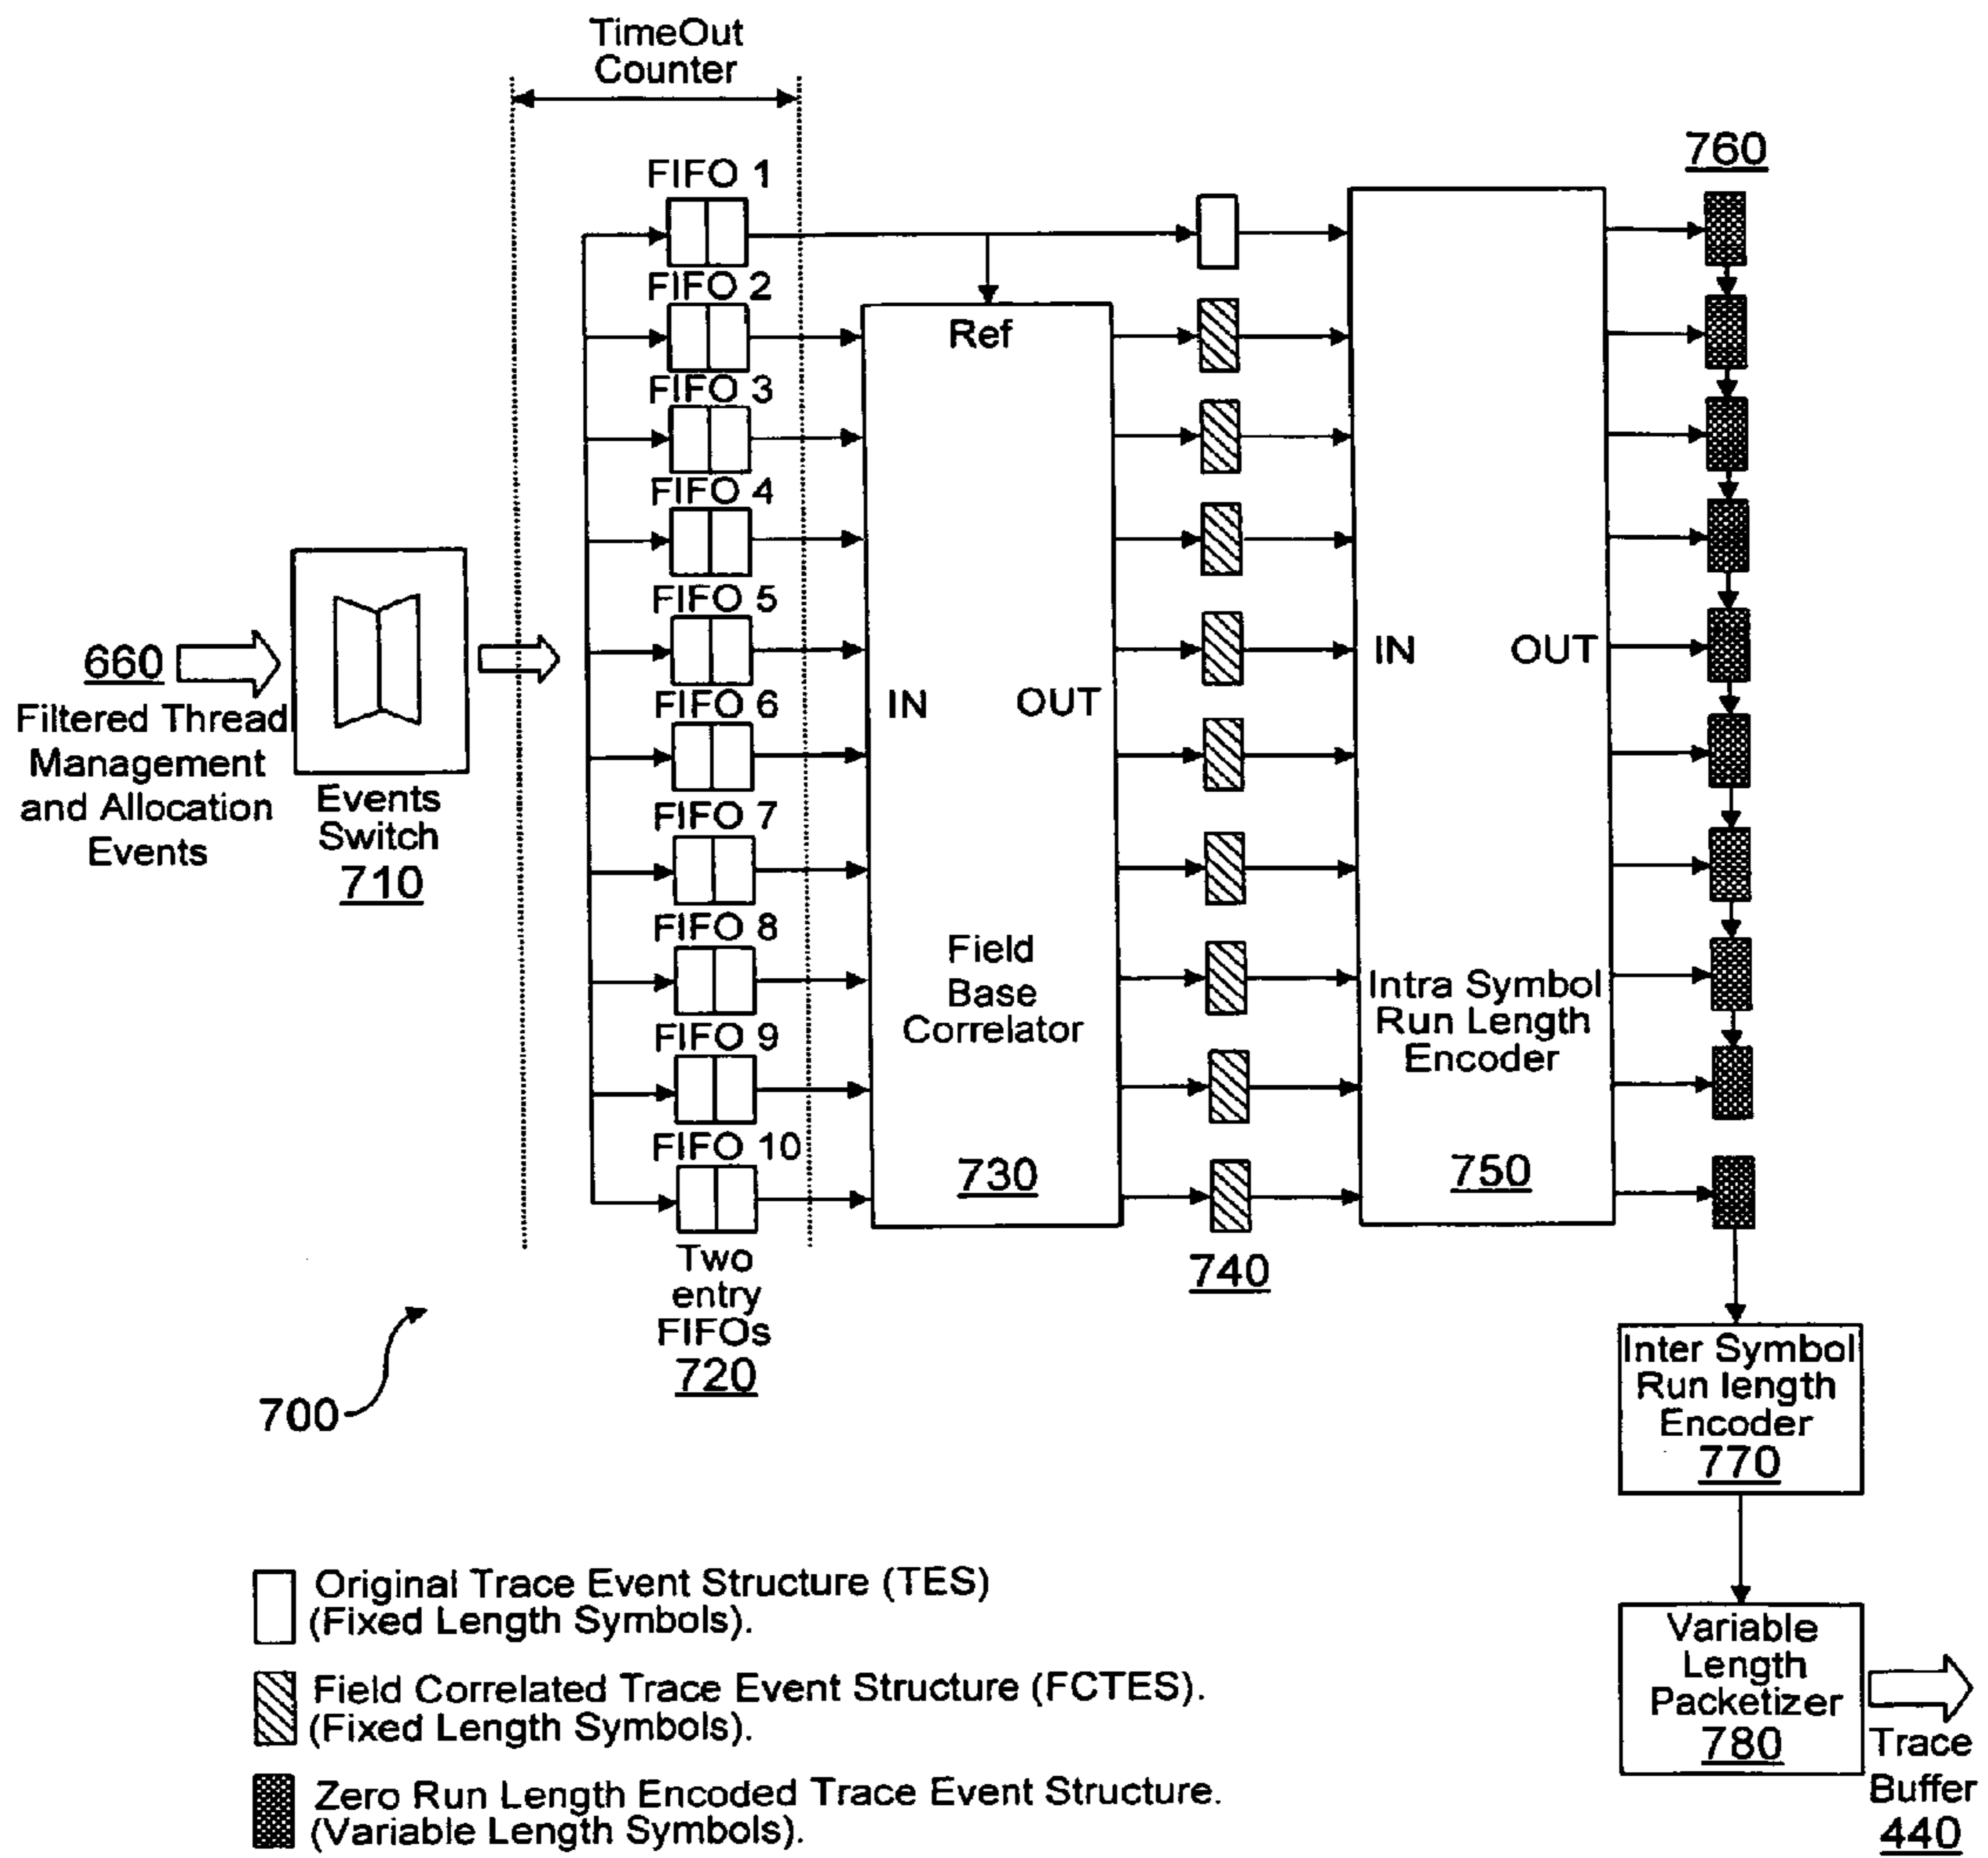 TimeOut
Counter
760
FIFO 1
FIFO 2
Ref
FIFO 3
FIFO 4
FIFO 5
IN
OUT
660
FIFO 6
IN
OUT
Filtered Thread
Management
and Allocation
Events
Events
Switch
710
FIFO 7
FIFO 8
Field
Base
Correlator
Intra Symbol
Run Length
Encoder
FIFO 9
FIFO 10
730
750
Two
entry
FIFOs
720
740
700
Inter Symbol
Run length
Encoder
770
Original Trace Event Structure (TES)
(Fixed Length Symbols).
Field Correlated Trace Event Structure (FCTES).
(Fixed Length Symbols).
Zero Run Length Encoded Trace Event Structure.
(Variable Length Symbols).
Variable
Length
Packetizer
780
Trace
Buffer
440